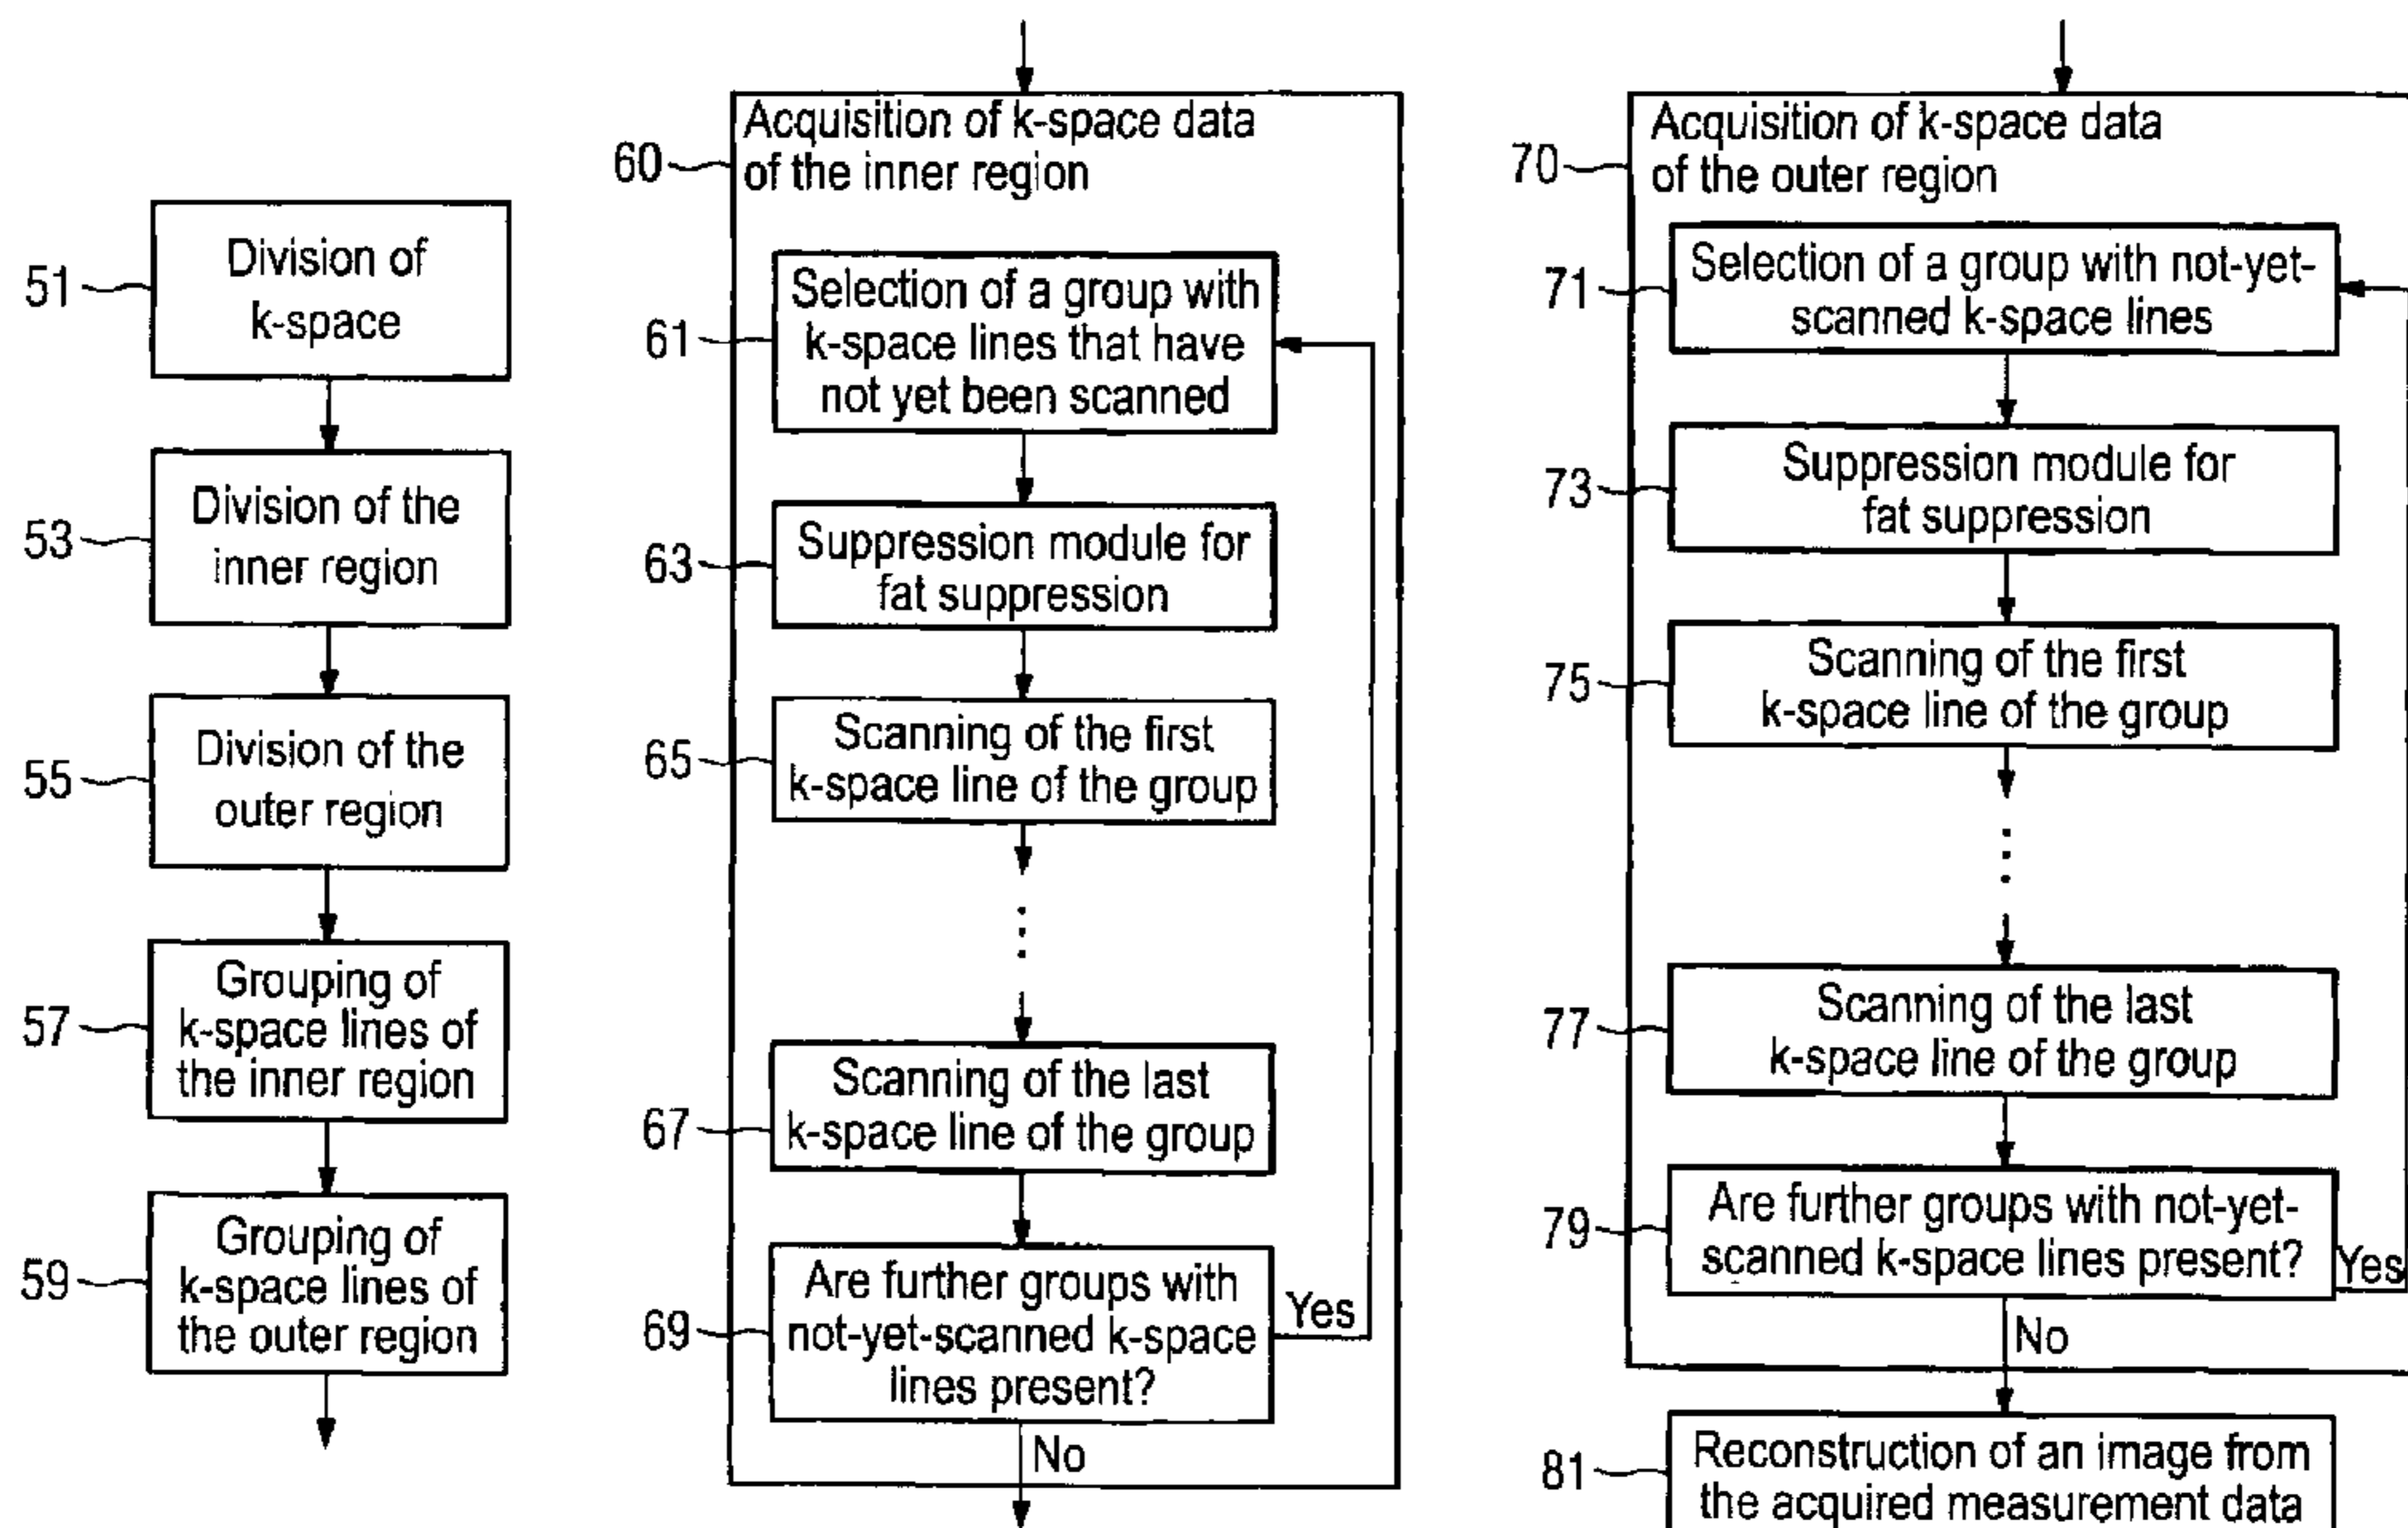 51
Division of
k-space
53
Division of the
inner region
55
Division of the
outer region
57
Grouping of
k-space lines of
the inner region
59
Grouping of
k-space lines of
the outer region
60
Acquisition of k-space data
of the inner region
61
Selection of a group with
k-space lines that have
not yet been scanned
63
Suppression module for
fat suppression
65
Scanning of the first
k-space line of the group
67
Scanning of the last
k-space line of the group
69
Are further groups with
not-yet-scanned k-space
lines present?
Yes
No
70
Acquisition of k-space data
of the outer region
71
Selection of a group with not-yet-
scanned k-space lines
73
Suppression module for
fat suppression
75
Scanning of the first
k-space line of the group
77
Scanning of the last
k-space line of the group
79
Are further groups with not-yet-
scanned k-space lines present?
Yes
No
81
Reconstruction of an image from
the acquired measurement data